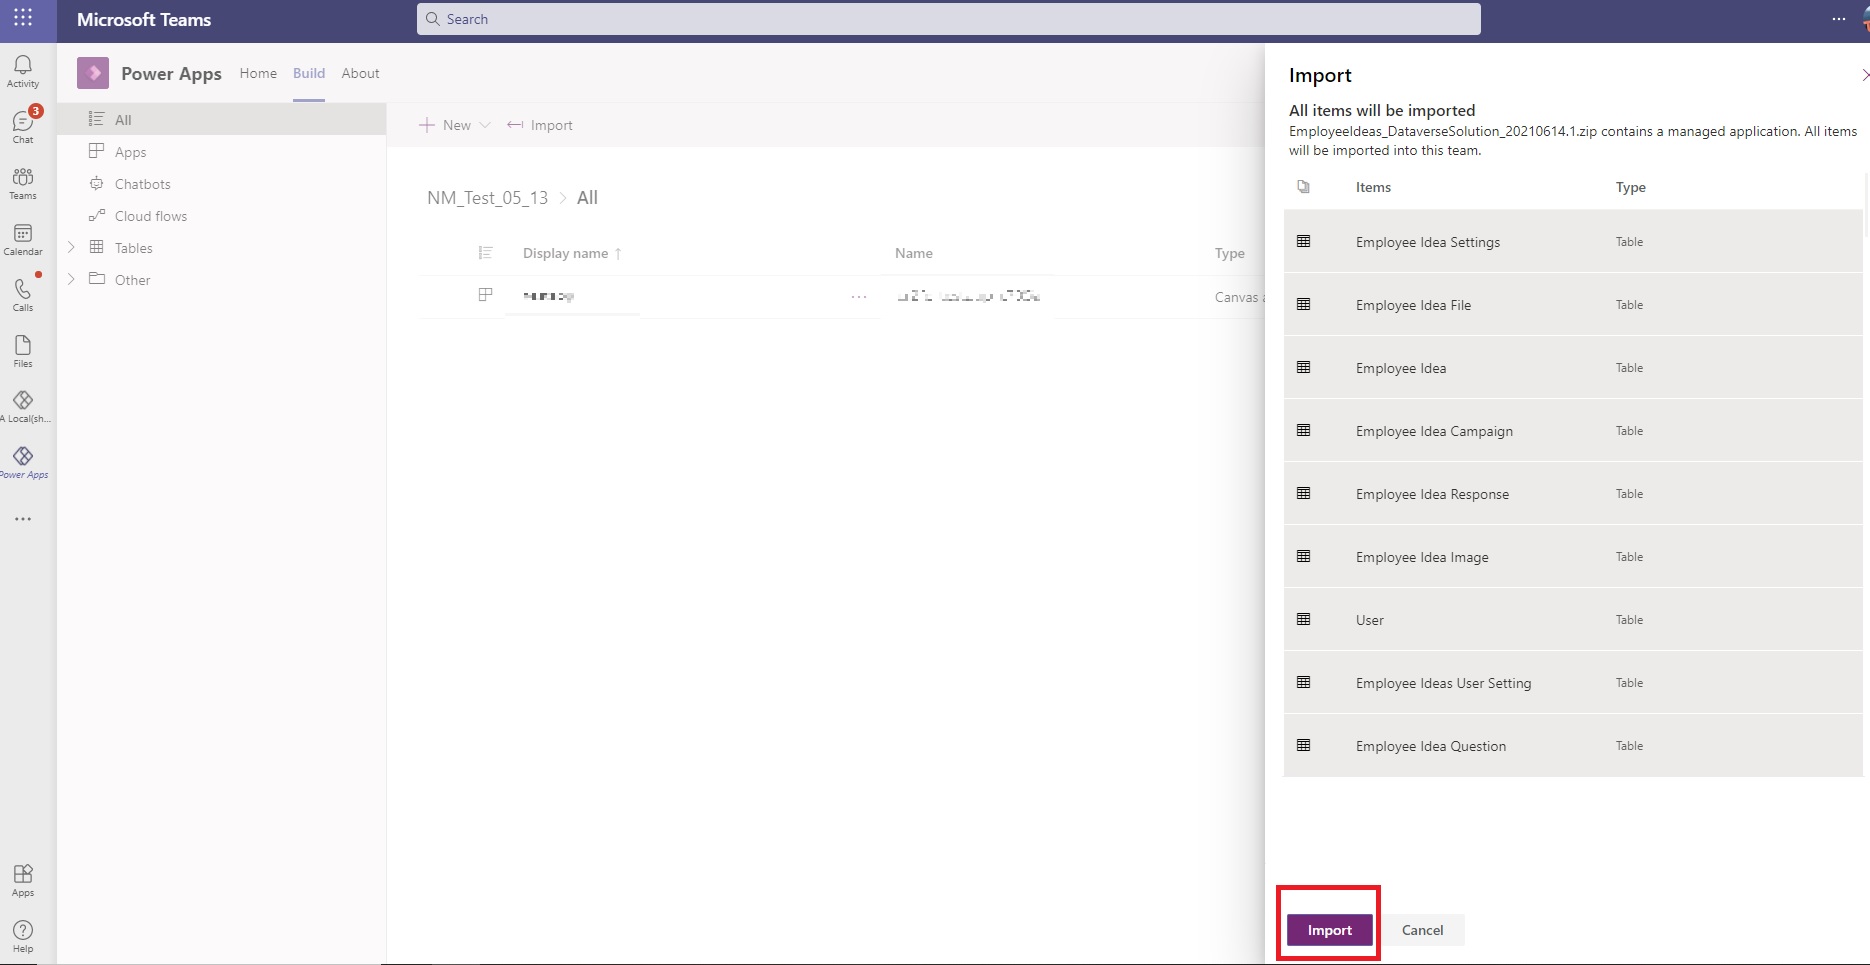 Microsoft Teams
Search
Activity
3
Chat
Teams
Calendar
Calls
Files
A Local(sh...
Power Apps
Apps
Help
Power Apps Home Build About
All
Apps
Chatbots
Cloud flows
Tables
Other
New Import
NM_Test_05_13 > All
Display name ↑ Name Type
Canvas
Import
All items will be imported
EmployeeIdeas_DataverseSolution_20210614.1.zip contains a managed application. All items
will be imported into this team.
Items Type
Employee Idea Settings Table
Employee Idea File Table
Employee Idea Table
Employee Idea Campaign Table
Employee Idea Response Table
Employee Idea Image Table
User Table
Employee Ideas User Setting Table
Employee Idea Question Table
Import Cancel